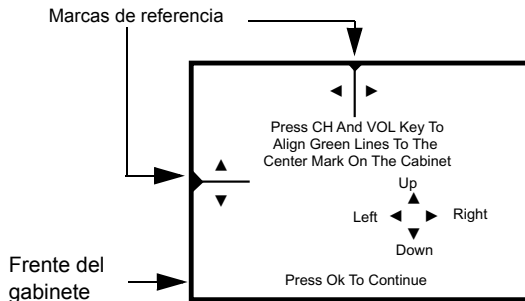 Marcas de referencia
Press CH And VOL Key To
Align Green Lines To The
Center Mark On The Cabinet
Up
Left
Right
Down
Frente del
gabinete
Press Ok To Continue